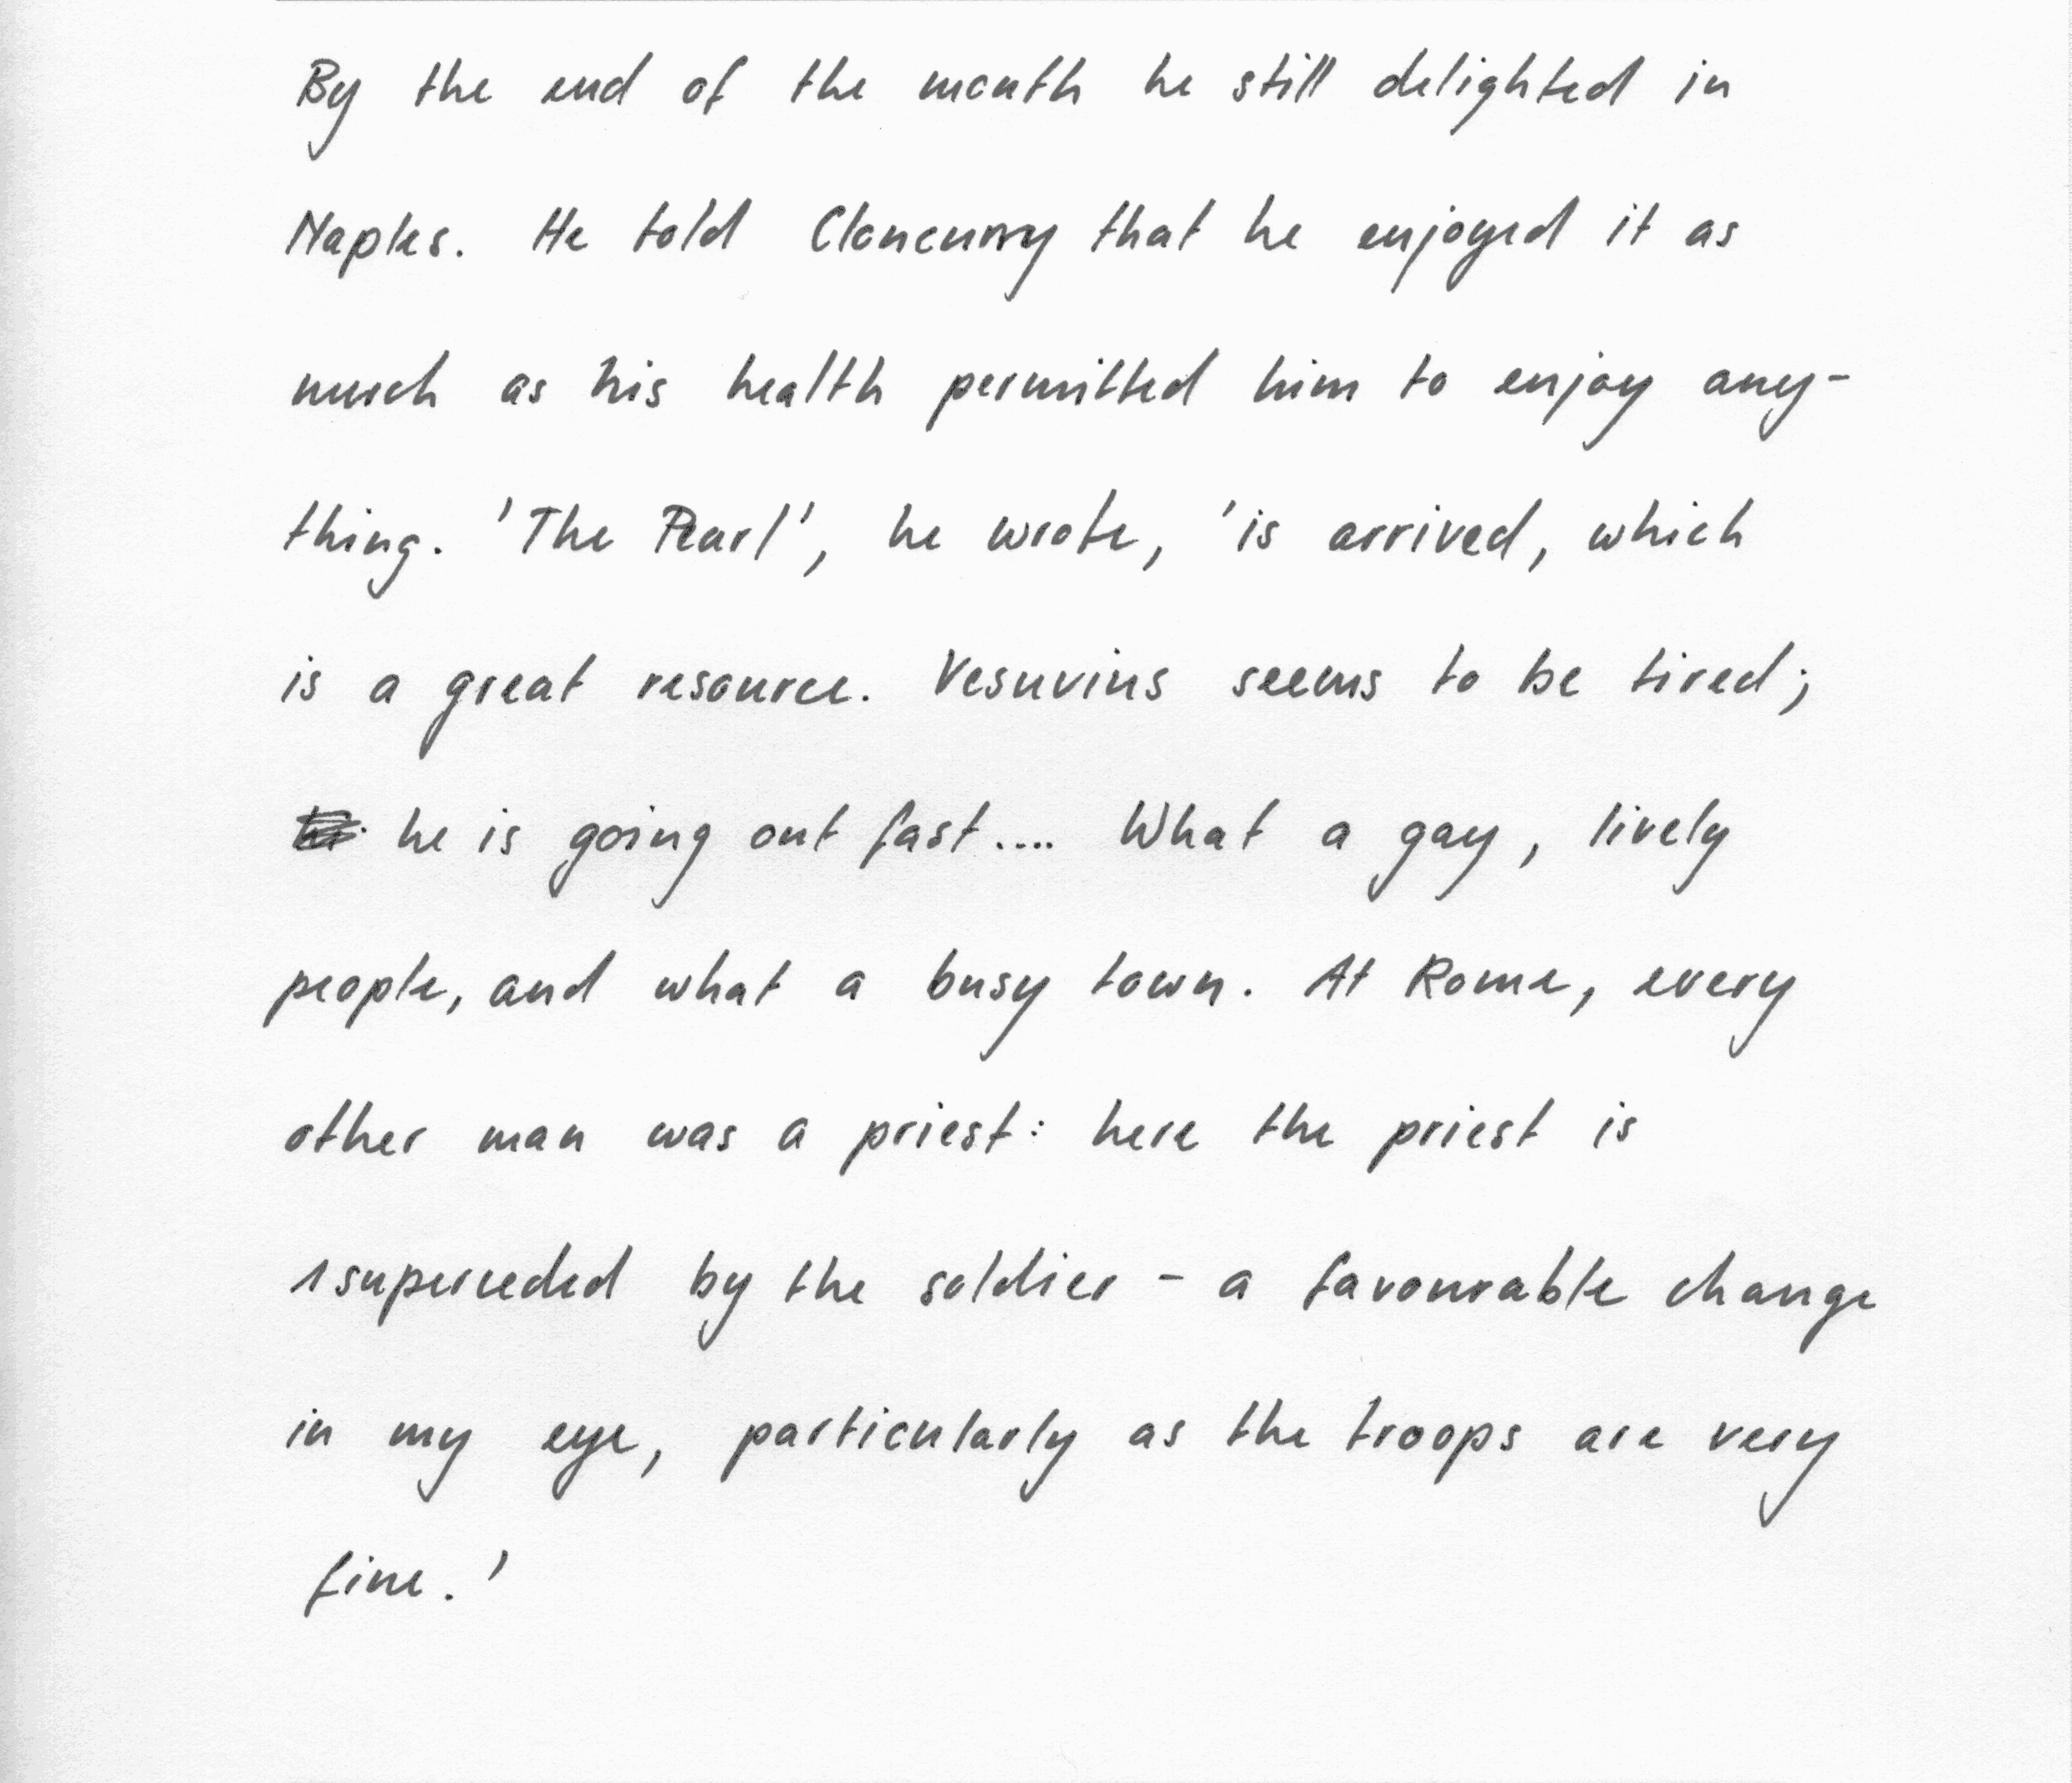 By the end of the month he still delighted in
Naples. He told Cloncurry that he enjoyed it as
much as his health permitted him to enjoy any-
thing. 'The Pearl', he wrote, 'is arrived, which
is a great resource. Vesuvius seems to be tired;
he is going out fast.... What a gay, lively
people, and what a busy town. At Rome, every
other man was a priest: here the priest is
superceded by the soldier - a favourable change
in my eye, particularly as the troops are very
fine.'